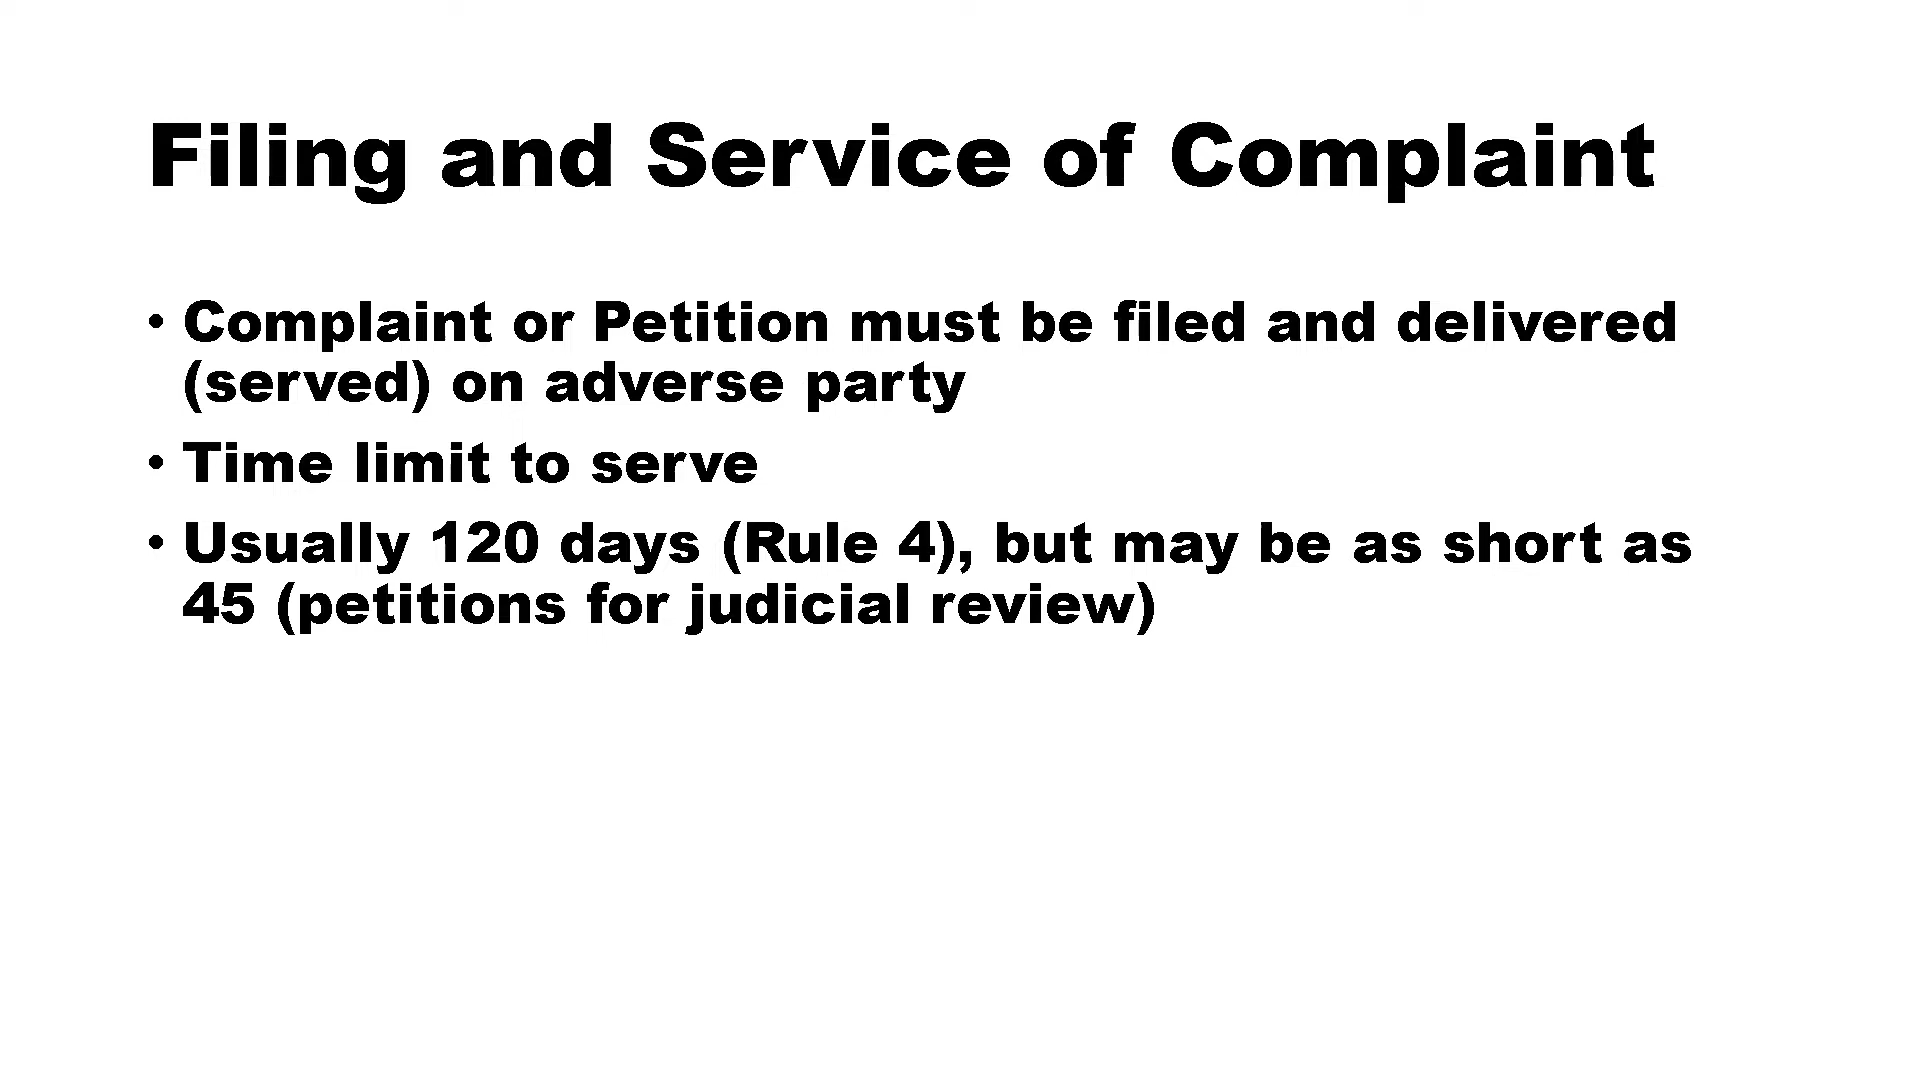 Filing and Service of Complaint
• Complaint or Petition must be filed and delivered
(served) on adverse party
• Time limit to serve
• Usually 120 days (Rule 4), but may be as short as
45 (petitions for judicial review)